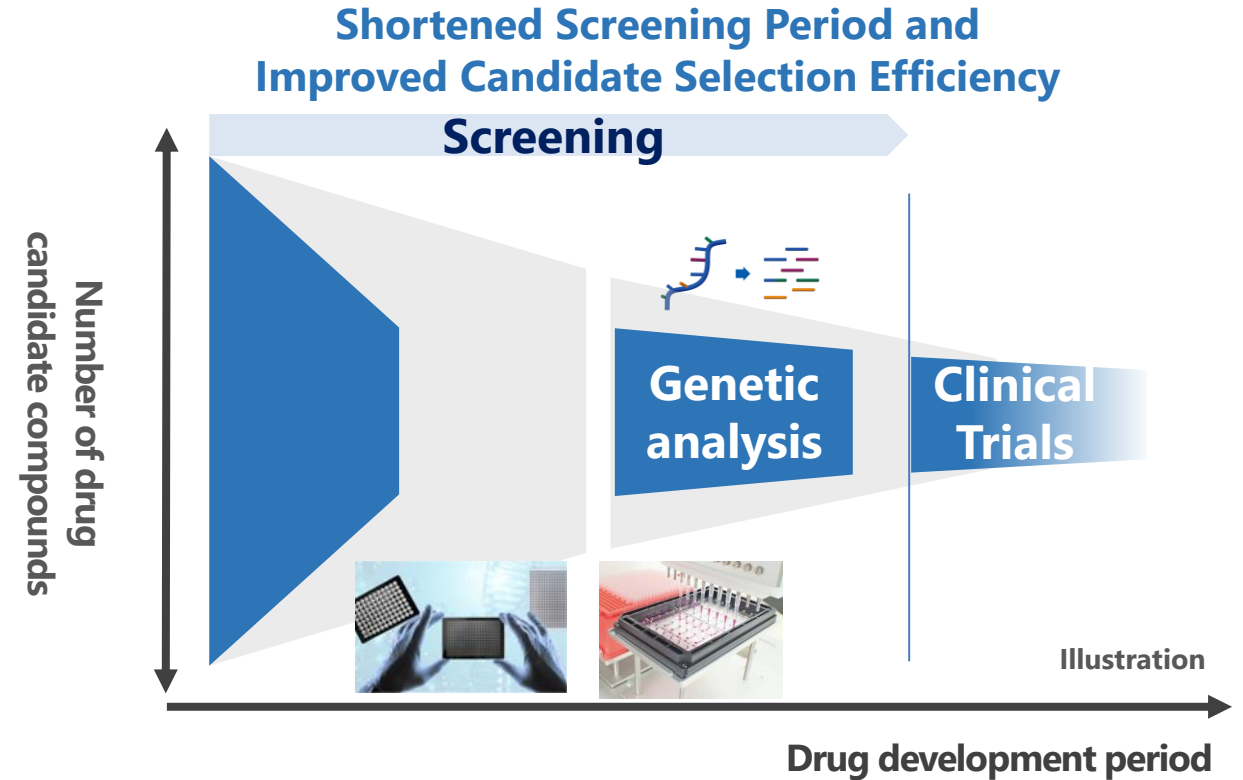 Shortened Screening Period and
Improved Candidate Selection Efficiency
Screening
Number of drug
candidate compounds
Genetic
analysis
Clinical
Trials
Illustration
Drug development period